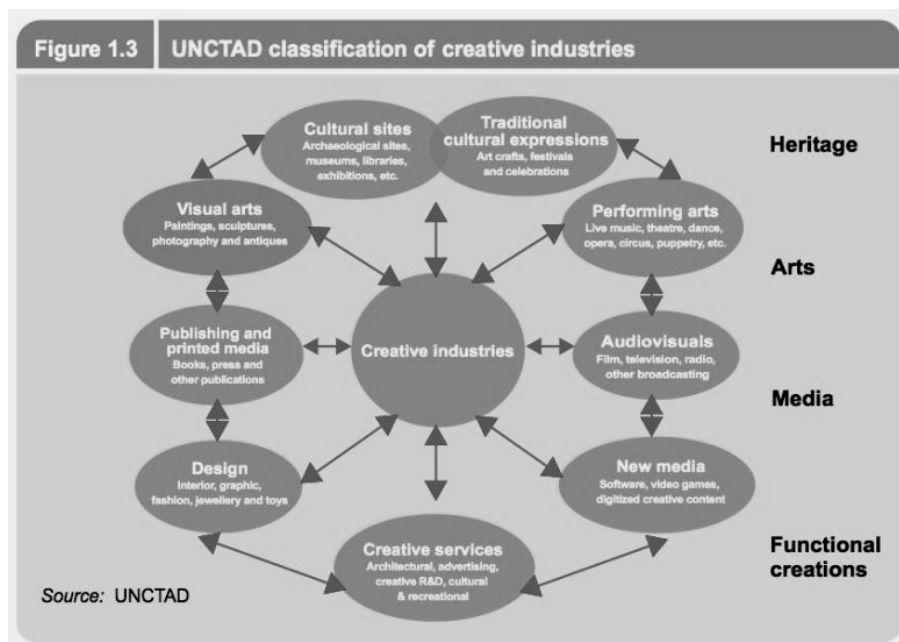 Figure 1.3
UNCTAD classification of creative industries
Cultural sites
Archaeological sites,
museums, libraries,
exhibitions, etc.
Traditional
cultural expressions
Art crafts, festivals
and celebrations
Heritage
Visual arts
Paintings, sculptures,
photography and antiques
Performing arts
Live music, theatre, dance,
opera, circus, puppetry, etc.
Arts
Publishing and
printed media
Books, press and
other publications
Creative industries
Audiovisuals
Film, television, radio,
other broadcasting
Media
Design
Interior, graphic,
fashion, jewellery and toys
New media
Software, video games,
digitized creative content
Creative services
Architectural, advertising,
creative R&D, cultural
& recreational
Functional
creations
Source: UNCTAD